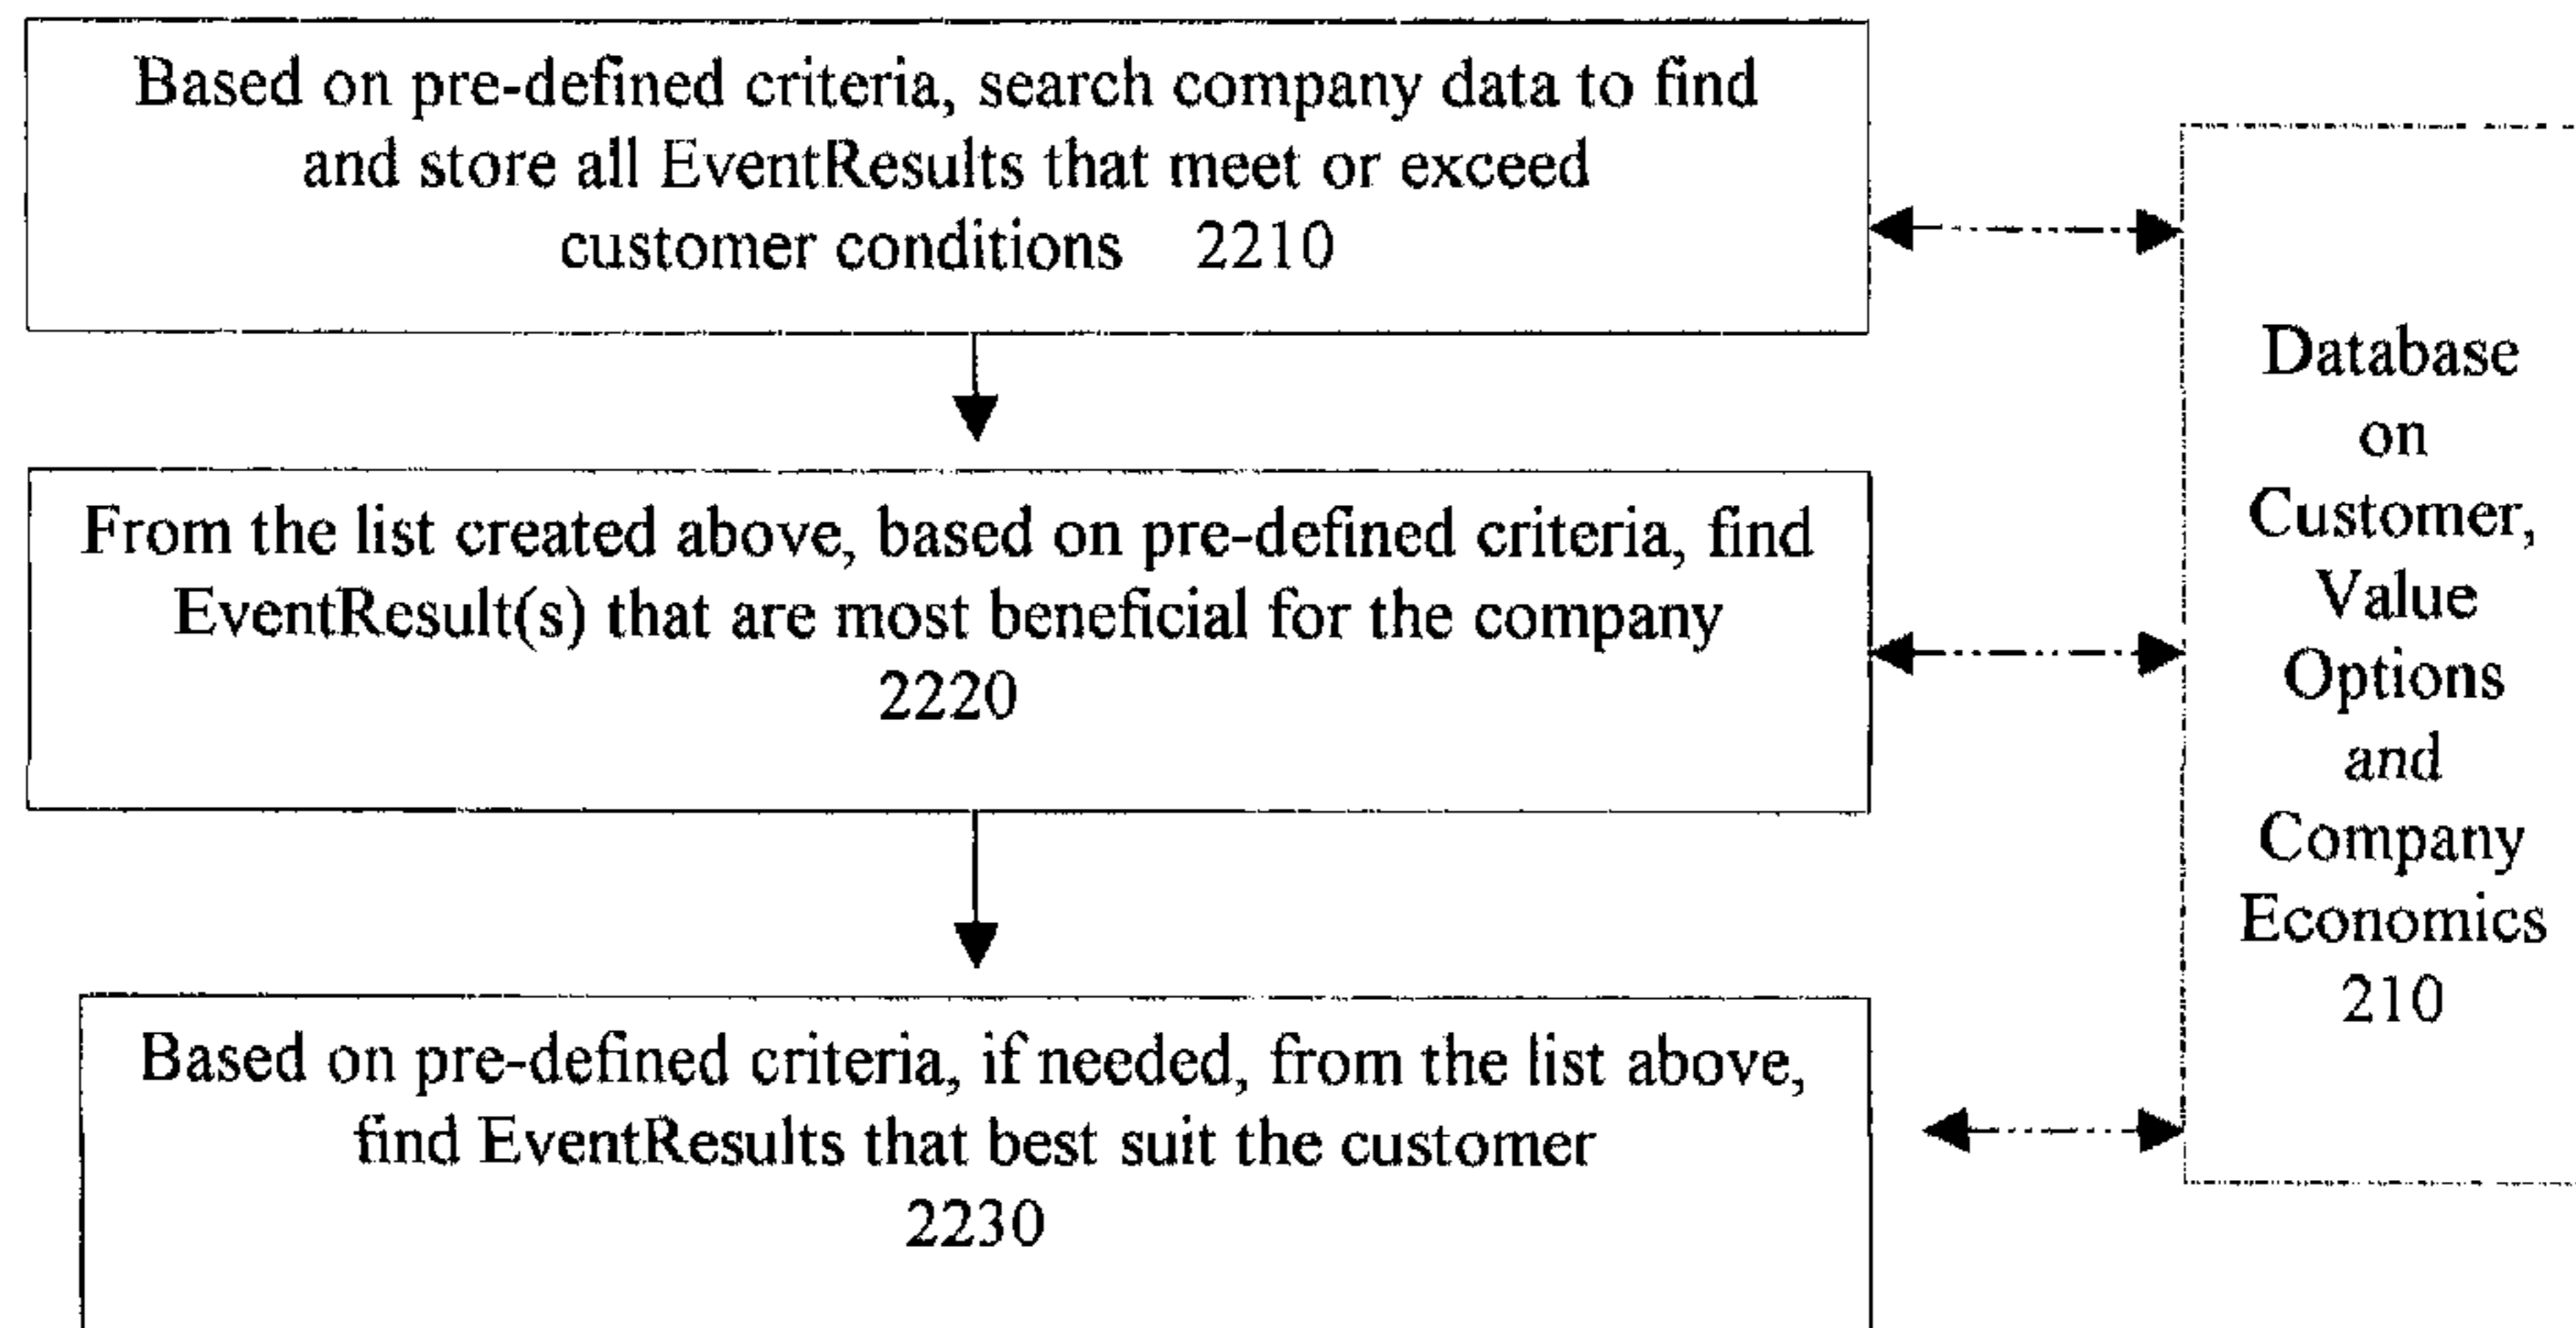 Based on pre-defined criteria, search company data to find
and store all EventResults that meet or exceed
customer conditions 2210
From the list created above, based on pre-defined criteria, find
EventResult(s) that are most beneficial for the company
2220
Based on pre-defined criteria, if needed, from the list above,
find EventResults that best suit the customer
2230
Database
on
Customer,
Value
Options
and
Company
Economics
210